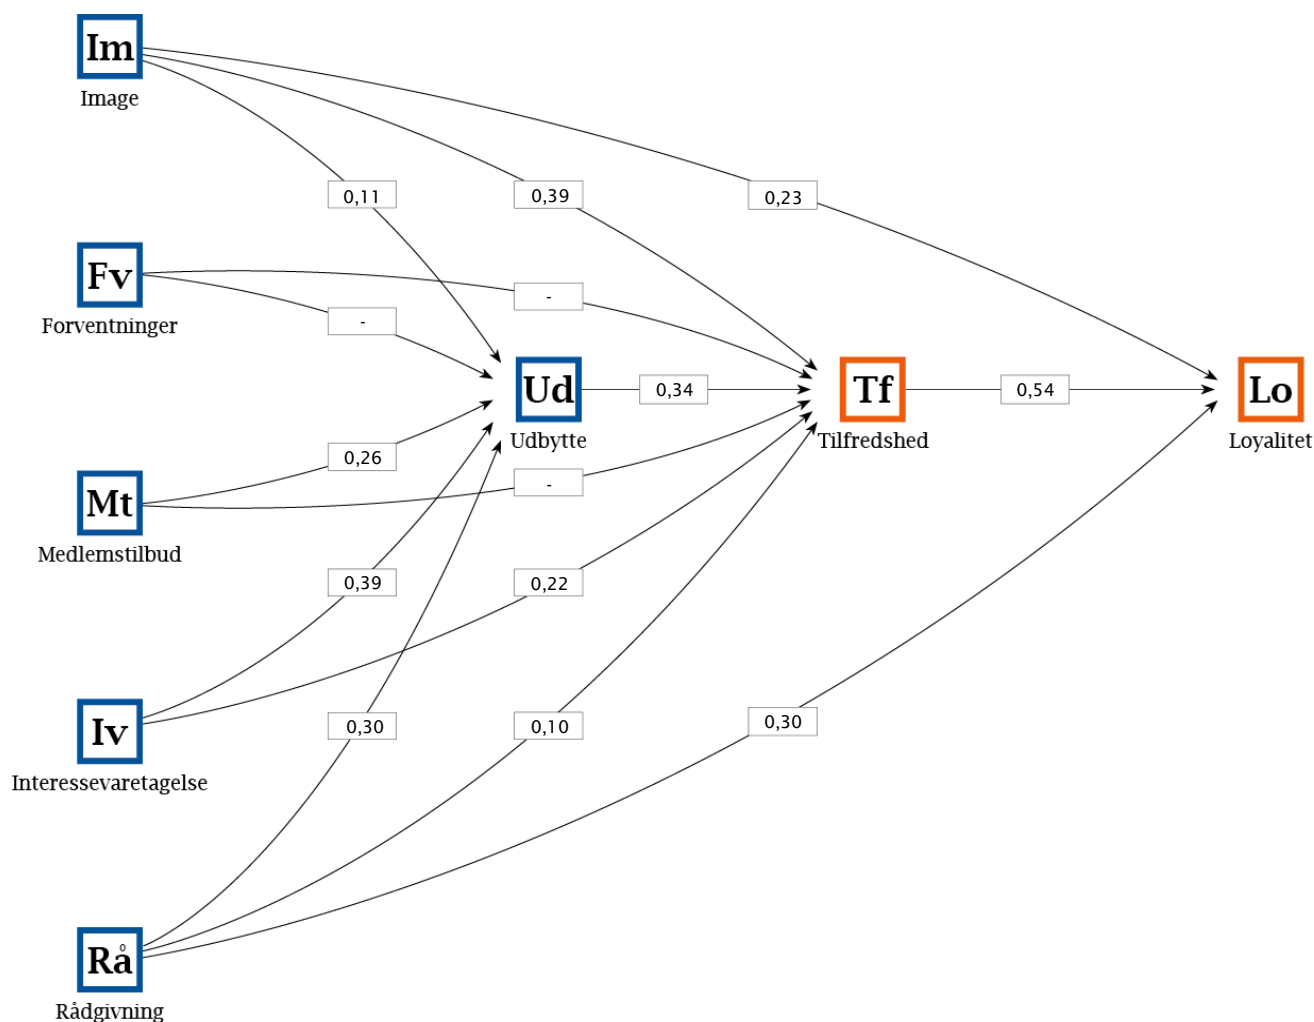 Im
Image
0,11
0,39
0,23
Fv
Forventninger
-
-
Ud
Udbytte
0,34
Tf
Tilfredshed
0,54
Lo
Loyalitet
Mt
Medlemstilbud
0,26
-
0,39
0,22
Iv
Interessevaretagelse
0,30
0,10
0,30
Rå
Rådgivning